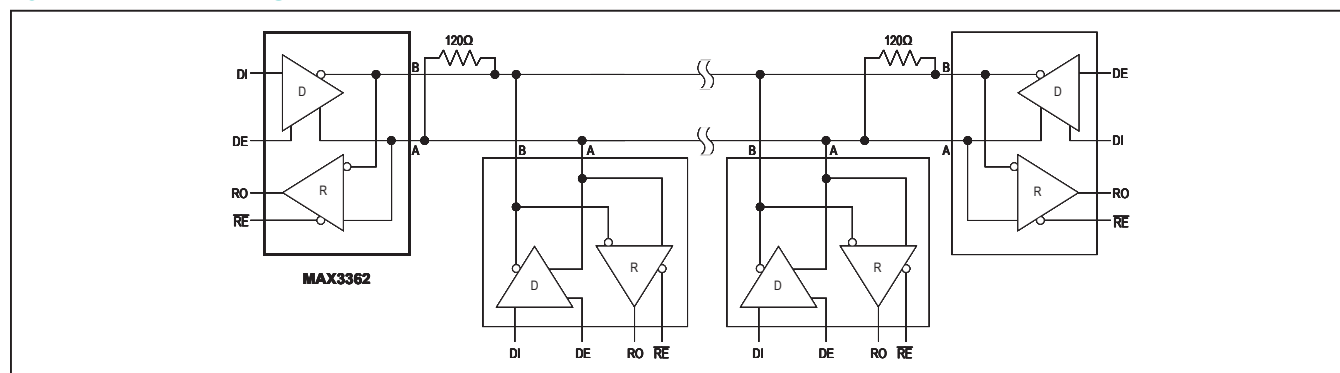 120Ω 120Ω
DI D B B D DE
DE A B A B A A DI
RO R R RO
RE RE
MAX3362
D R D R
DI DE RO RE DI DE RO RE